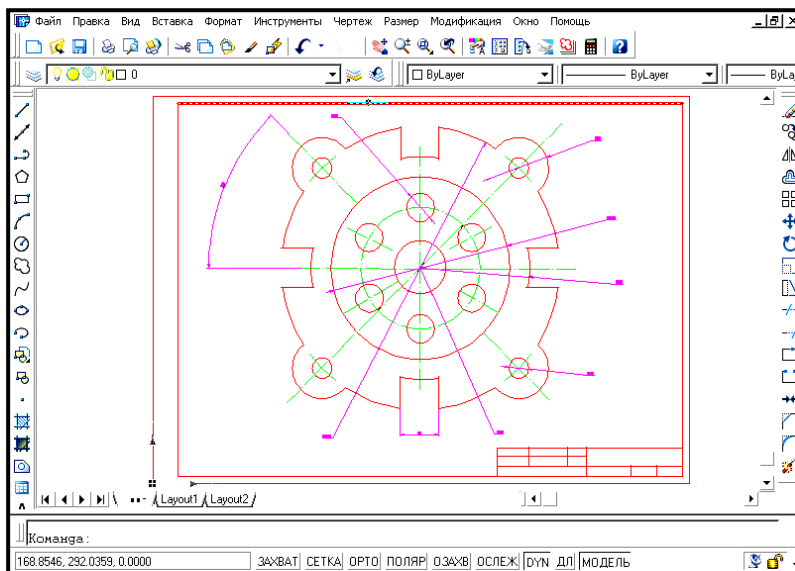 Файл Правка Вид Вставка Формат Инструменты Чертеж Размер Модификация Окно Помощь
0 ByLayer ByLayer ByLa
Layout1 Layout2
Команда:
168.8546, 292.0359, 0.0000 ЗАХВАТ СЕТКА ОРТО ПОЛЯР О.ЗАХВ ОСЛЕЖ DYN ДЛ МОДЕЛЬ